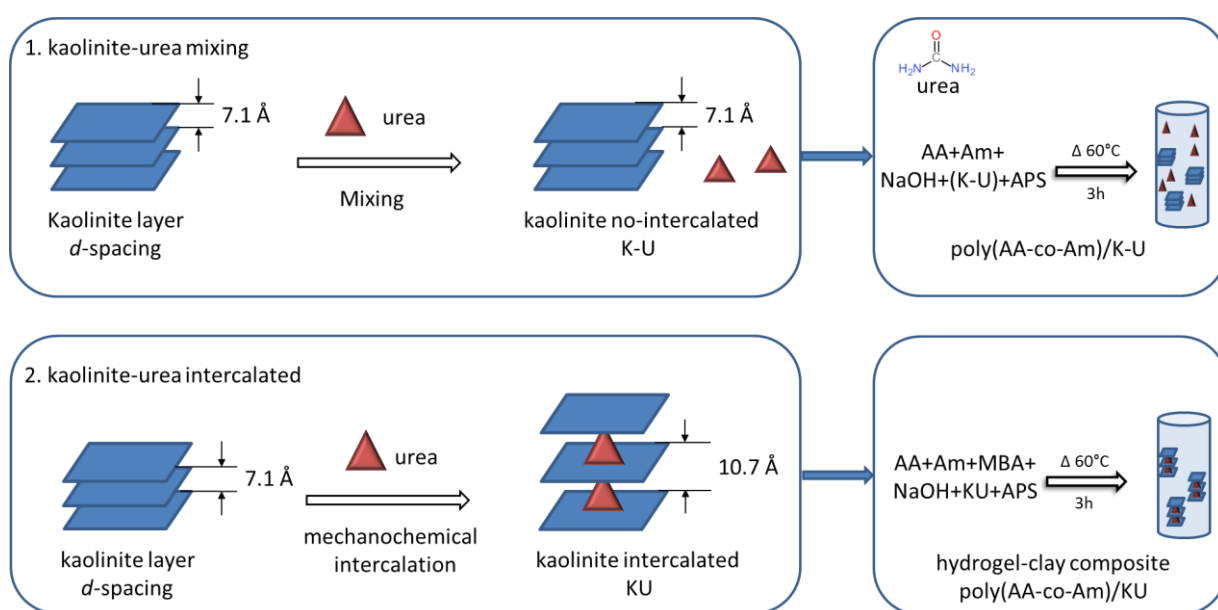 1. kaolinite-urea mixing
7.1 Å
urea
Mixing
Kaolinite layer
d-spacing
7.1 Å
kaolinite no-intercalated
K-U
O
C
H₂N
NH₂
urea
AA+Am+
NaOH+(K-U)+APS
Δ 60°C
3h
poly(AA-co-Am)/K-U
2. kaolinite-urea intercalated
7.1 Å
urea
mechanochemical
intercalation
kaolinite layer
d-spacing
10.7 Å
kaolinite intercalated
KU
AA+Am+MBA+
NaOH+KU+APS
Δ 60°C
3h
hydrogel-clay composite
poly(AA-co-Am)/KU